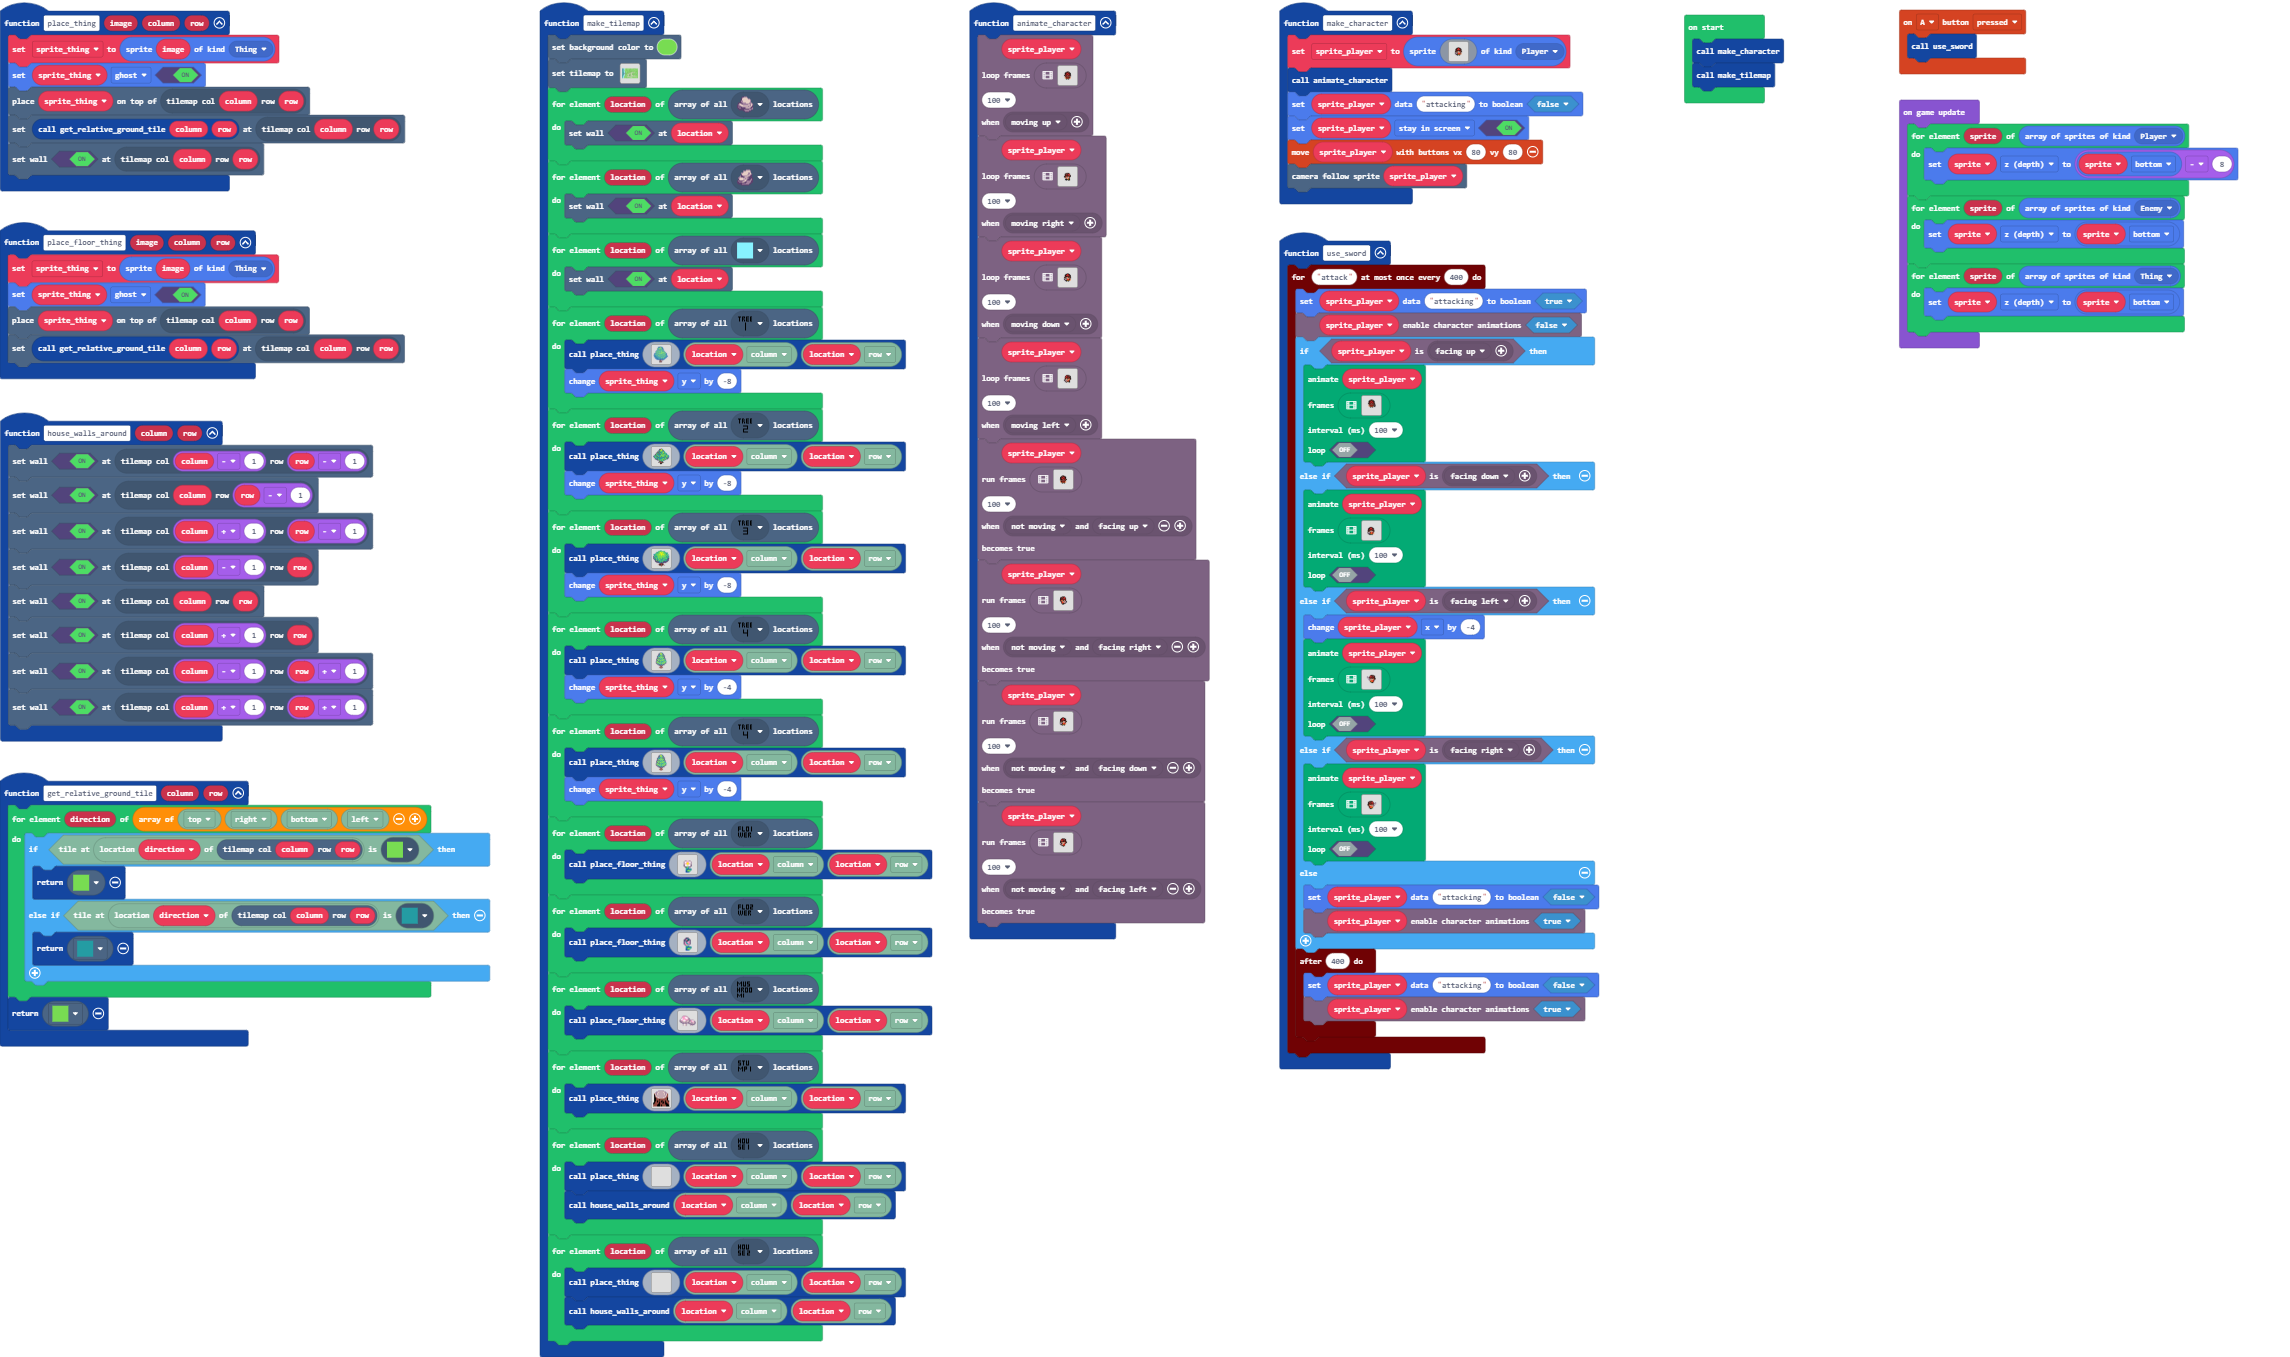 function place_thing image column row
set sprite_thing to sprite image of kind Thing
set sprite_thing ghost ON
place sprite_thing on top of tilemap col column row row
set call get_relative_ground_tile column row at tilemap col column row row
set wall ON at tilemap col column row row
function place_floor_thing image column row
set sprite_thing to sprite image of kind Thing
set sprite_thing ghost ON
place sprite_thing on top of tilemap col column row row
set call get_relative_ground_tile column row at tilemap col column row row
function house_walls_around column row
set wall ON at tilemap col column - 1 row row - 1
set wall ON at tilemap col column row row - 1
set wall ON at tilemap col column + 1 row row - 1
set wall ON at tilemap col column - 1 row row
set wall ON at tilemap col column row row
set wall ON at tilemap col column + 1 row row
set wall ON at tilemap col column - 1 row row + 1
set wall ON at tilemap col column + 1 row row + 1
function get_relative_ground_tile column row
for element direction of array of top right bottom left
do
if tile at location direction of tilemap col column row row is then
return
else if tile at location direction of tilemap col column row row is then
return
return
function make_tilemap
set background color to
set tilemap to
for element location of array of all locations
do
set wall ON at location
for element location of array of all locations
do
set wall ON at location
for element location of array of all locations
do
set wall ON at location
for element location of array of all TREE 1 locations
do
call place_thing location column location row
change sprite_thing y by -8
for element location of array of all TREE 2 locations
do
call place_thing location column location row
change sprite_thing y by -8
for element location of array of all TREE 3 locations
do
call place_thing location column location row
change sprite_thing y by -8
for element location of array of all TREE 4 locations
do
call place_thing location column location row
change sprite_thing y by -4
for element location of array of all TREE 4 locations
do
call place_thing location column location row
change sprite_thing y by -4
for element location of array of all locations
do
call place_floor_thing location column location row
for element location of array of all locations
do
call place_floor_thing location column location row
for element location of array of all locations
do
call place_floor_thing location column location row
for element location of array of all locations
do
call place_thing location column location row
for element location of array of all locations
do
call place_thing location column location row
call house_walls_around location column location row
for element location of array of all locations
do
call place_thing location column location row
call house_walls_around location column location row
function animate_character
sprite_player
loop frames
100
when moving up
sprite_player
loop frames
100
when moving right
sprite_player
loop frames
100
when moving down
sprite_player
loop frames
100
when moving left
sprite_player
run frames
100
when not moving and facing up
becomes true
sprite_player
run frames
100
when not moving and facing right
becomes true
sprite_player
run frames
100
when not moving and facing down
becomes true
sprite_player
run frames
100
when not moving and facing left
becomes true
function make_character
set sprite_player to sprite of kind Player
call animate_character
set sprite_player data "attacking" to boolean false
set sprite_player stay in screen ON
move sprite_player with buttons vx 80 vy 80
camera follow sprite sprite_player
function use_sword
for "attack" at most once every 400 do
set sprite_player data "attacking" to boolean true
sprite_player enable character animations false
if sprite_player is facing up then
animate sprite_player
frames
interval (ms) 100
loop OFF
else if sprite_player is facing down then
animate sprite_player
frames
interval (ms) 100
loop OFF
else if sprite_player is facing left then
change sprite_player x by -4
animate sprite_player
frames
interval (ms) 100
loop OFF
else if sprite_player is facing right then
animate sprite_player
frames
interval (ms) 100
loop OFF
else
set sprite_player data "attacking" to boolean false
sprite_player enable character animations true
after 400 do
set sprite_player data "attacking" to boolean false
sprite_player enable character animations true
on start
call make_character
call make_tilemap
on A button pressed
call use_sword
on game update
for element sprite of array of sprites of kind Player
do
set sprite z (depth) to sprite bottom - 8
for element sprite of array of sprites of kind Enemy
do
set sprite z (depth) to sprite bottom
for element sprite of array of sprites of kind Thing
do
set sprite z (depth) to sprite bottom